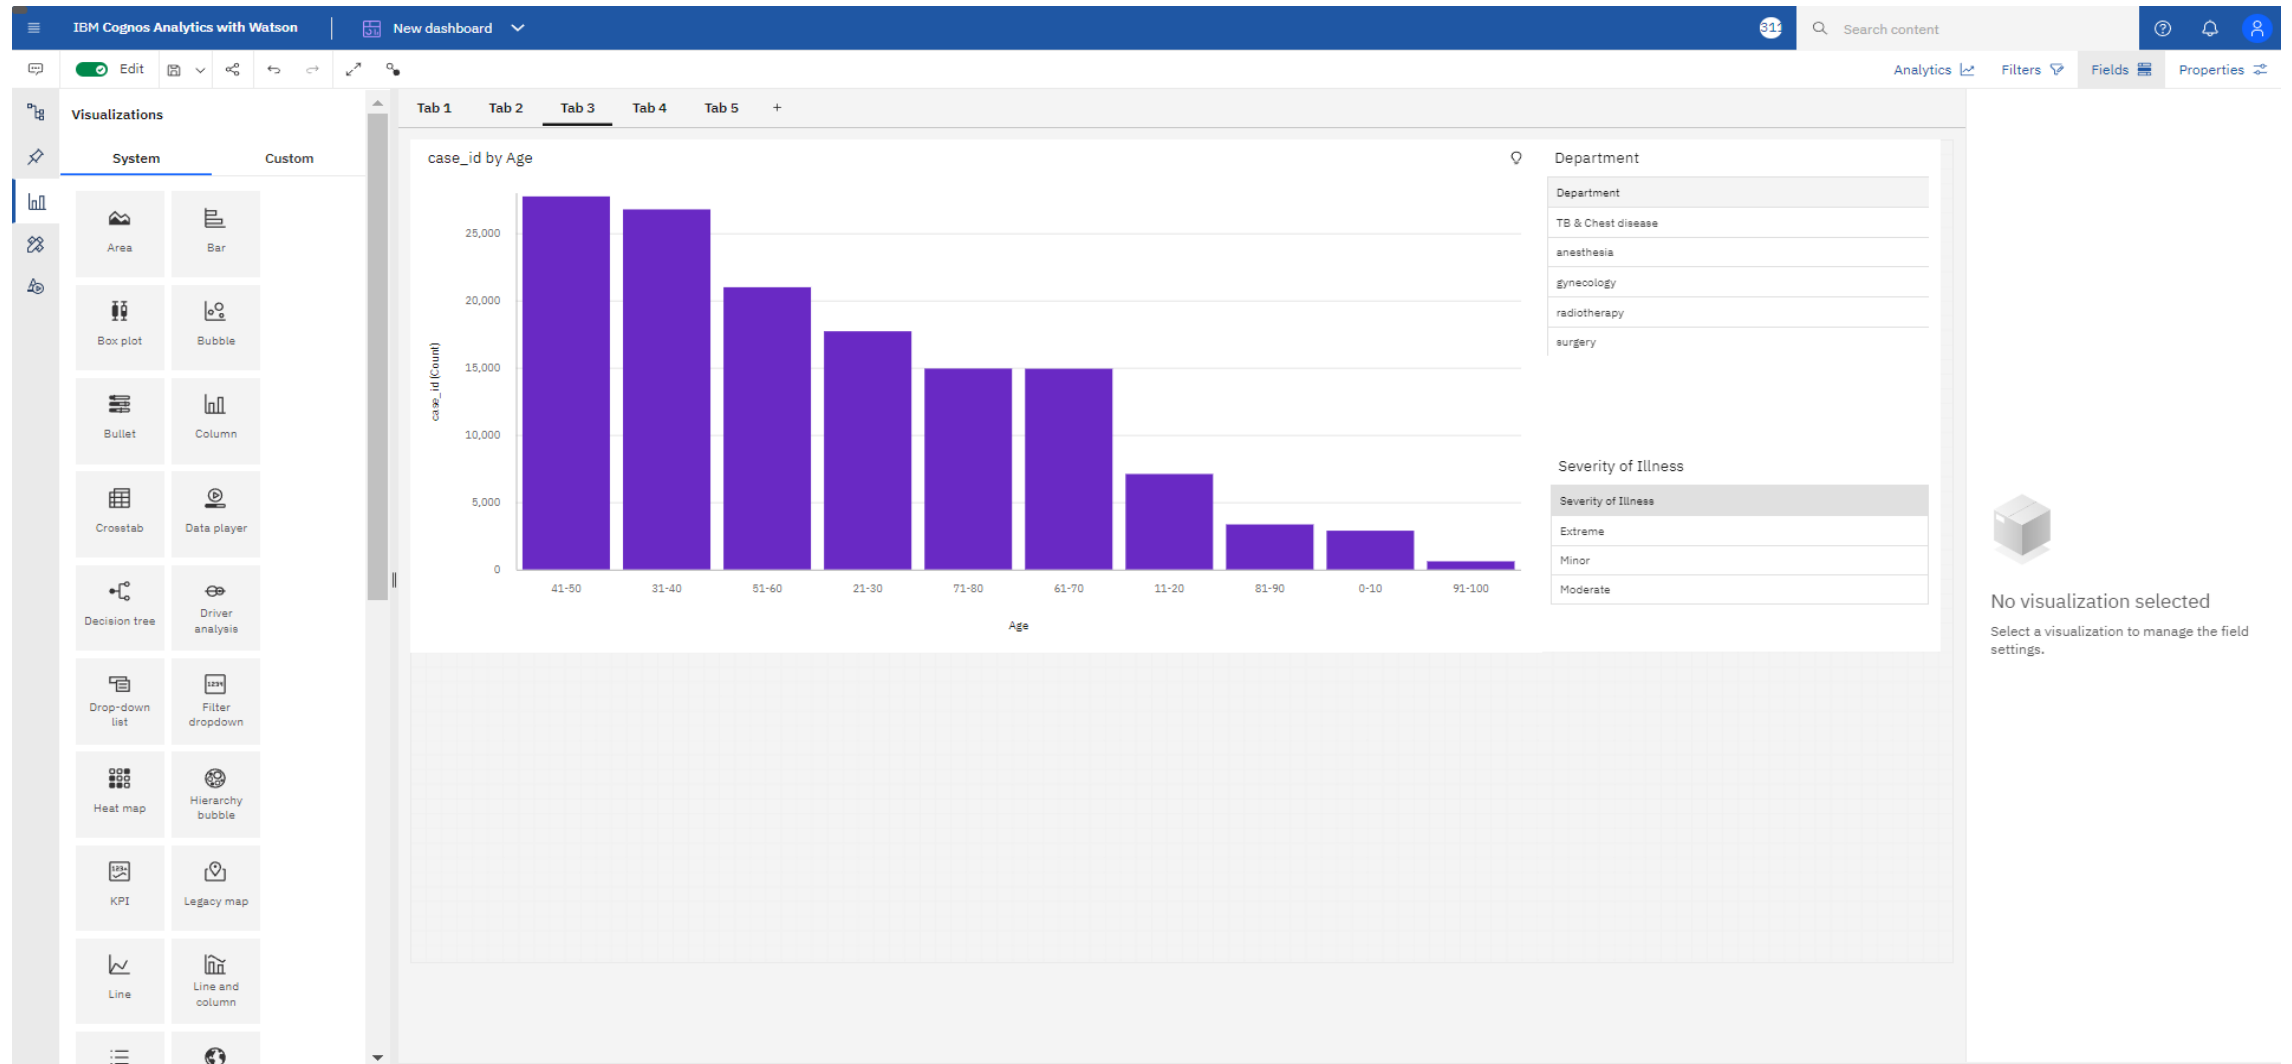 IBM Cognos Analytics with Watson
New dashboard
311
Search content
Edit
Analytics
Filters
Fields
Properties
Visualizations
System
Custom
Area
Bar
Box plot
Bubble
Bullet
Column
Crosstab
Data player
Decision tree
Driver
analysis
Drop-down
list
Filter
dropdown
Heat map
Hierarchy
bubble
KPI
Legacy map
Line
Line and
column
Tab 1
Tab 2
Tab 3
Tab 4
Tab 5
+
case_id by Age
case_id (Count)
25,000
20,000
15,000
10,000
5,000
0
41-50
31-40
51-60
21-30
71-80
61-70
11-20
81-90
0-10
91-100
Age
Department
Department
TB & Chest disease
anesthesia
gynecology
radiotherapy
surgery
Severity of Illness
Severity of Illness
Extreme
Minor
Moderate
No visualization selected
Select a visualization to manage the field
settings.